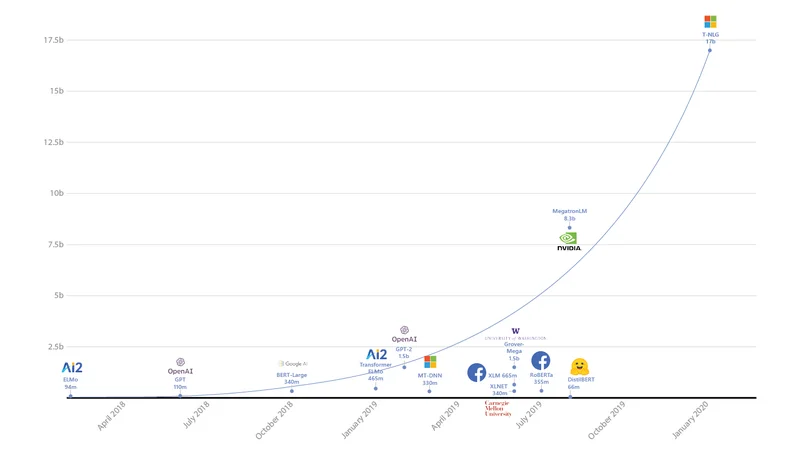 17.5b
15b
12.5b
10b
7.5b
5b
2.5b
T-NLG
17b
MegatronLM
8.3b
NVIDIA
Ai2
ELMo
94m
OpenAI
GPT
110m
Google AI
BERT-Large
340m
Ai2
Transformer
ELMo
465m
OpenAI
GPT-2
1.5b
MT-DNN
330m
W
UNIVERSITY of WASHINGTON
Grover-
Mega
1.5b
XLM 665m
XLNET
340m
Carnegie
Mellon
University
RoBERTa
355m
DistilBERT
66m
April 2018
July 2018
October 2018
January 2019
April 2019
July 2019
October 2019
January 2020